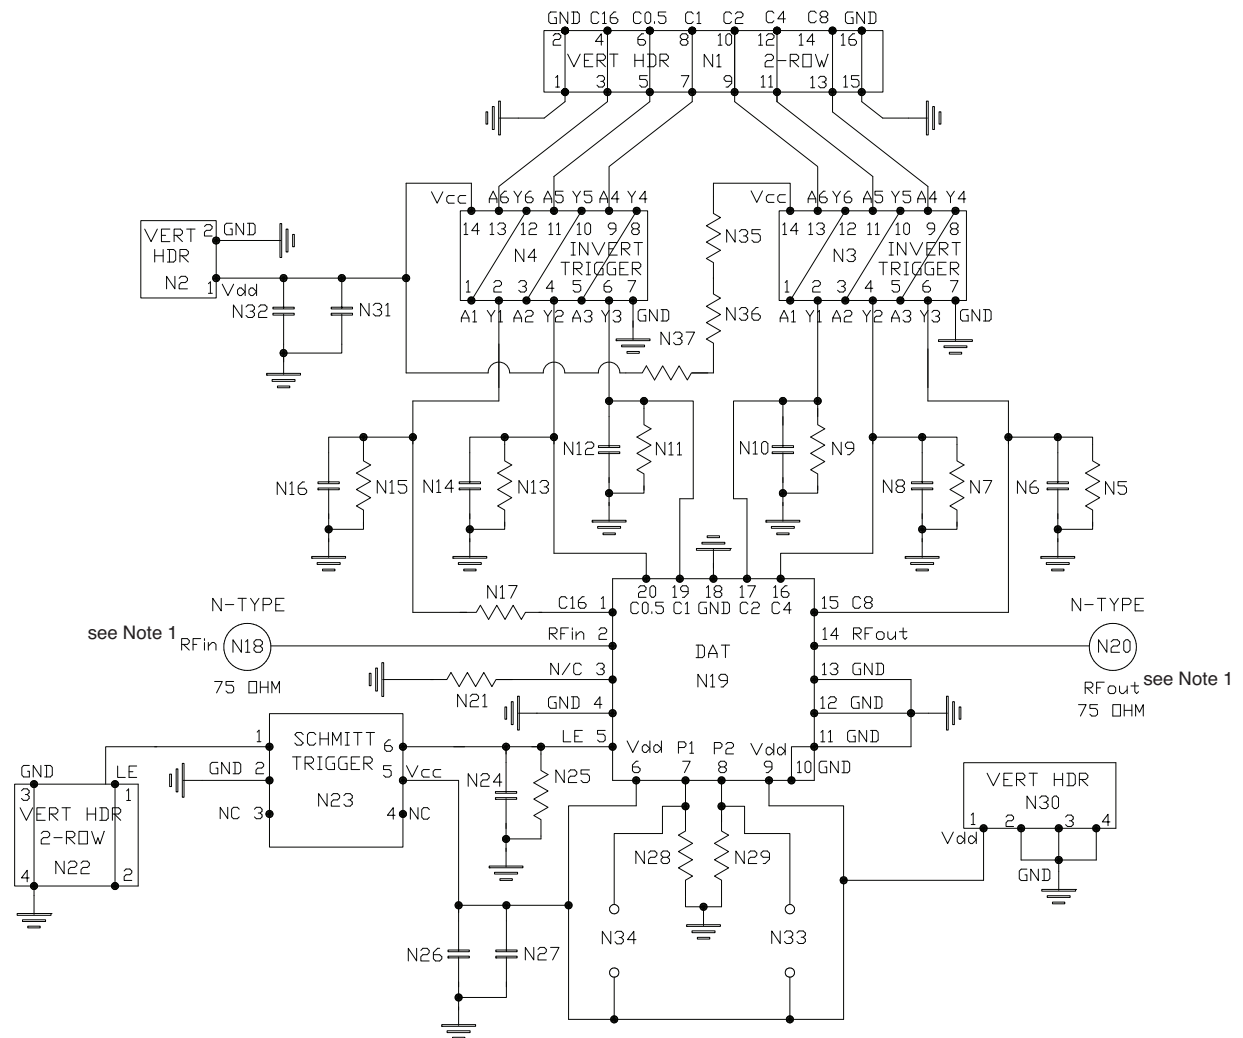 GND C16 C0.5 C1 C2 C4 C8 GND
2 4 6 8 10 12 14 16
VERT HDR N1 2-ROW
1 3 5 7 9 11 13 15
Vcc A6 Y6 A5 Y5 A4 Y4
14 13 12 11 10 9 8
N4 INVERT TRIGGER
1 2 3 4 5 6 7
A1 Y1 A2 Y2 A3 Y3 GND
Vcc A6 Y6 A5 Y5 A4 Y4
14 13 12 11 10 9 8
N3 INVERT TRIGGER
1 2 3 4 5 6 7
A1 Y1 A2 Y2 A3 Y3 GND
N35
N36
N37
VERT 2 GND
HDR
N2 1 Vdd
N32 N31
N16 N15 N14 N13 N12 N11 N10 N9 N8 N7 N6 N5
20 19 18 17 16
C0.5 C1 GND C2 C4
N17
C16 1
15 C8
N-TYPE
see Note 1 RFin N18
75 OHM
RFin 2
14 RFout
N-TYPE
N20
RFout see Note 1
75 OHM
DAT
N19
N/C 3
N21
13 GND
GND 4
12 GND
LE 5
11 GND
Vdd P1 P2 Vdd
6 7 8 9 10 GND
1 SCHMITT 6
TRIGGER
GND 2 5 Vcc
N23
NC 3 4 NC
N24 N25
GND LE
3 1
VERT HDR
2-ROW
N22
4 2
N28 N29
VERT HDR
N30
1 2 3 4
Vdd
GND
N26 N27
N34 N33